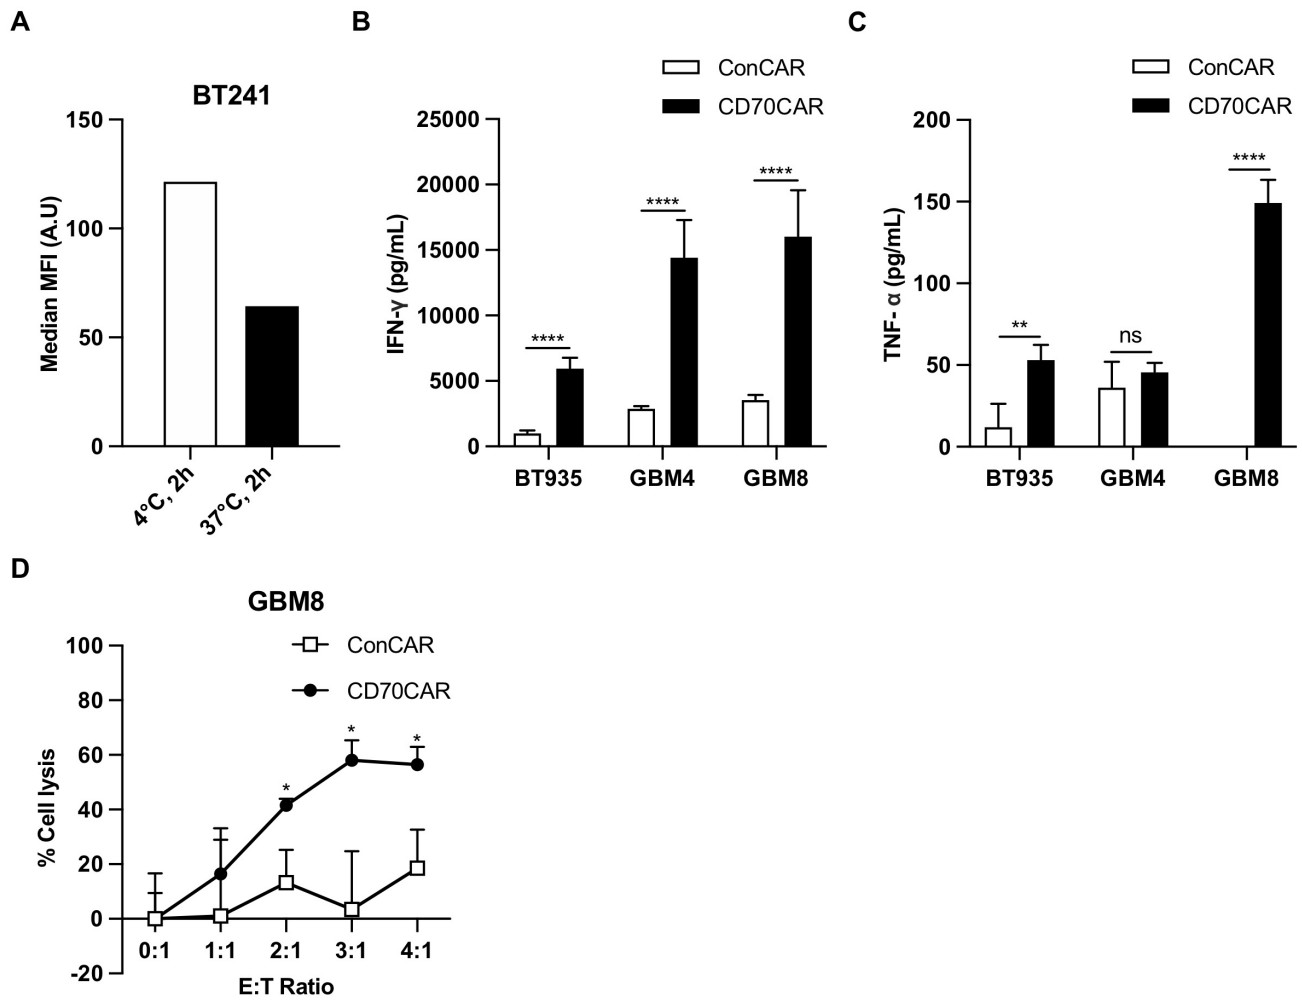 A
BT241
150
100
50
0
Median MFI (A.U)
4°C, 2h
37°C, 2h
B
ConCAR
CD70CAR
25000
20000
15000
10000
5000
0
IFN-γ (pg/mL)
****
****
****
BT935
GBM4
GBM8
C
ConCAR
CD70CAR
200
150
100
50
0
TNF- α (pg/mL)
**
ns
****
BT935
GBM4
GBM8
D
GBM8
ConCAR
CD70CAR
100
80
60
40
20
0
-20
% Cell lysis
*
*
*
0:1
1:1
2:1
3:1
4:1
E:T Ratio